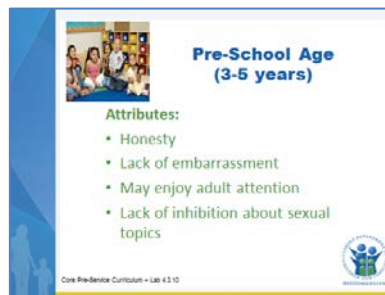 Pre-School Age
(3-5 years)
Attributes:
• Honesty
• Lack of embarrassment
• May enjoy adult attention
• Lack of inhibition about sexual
topics
Core Pre-Service Curriculum – Lab 4.3.10